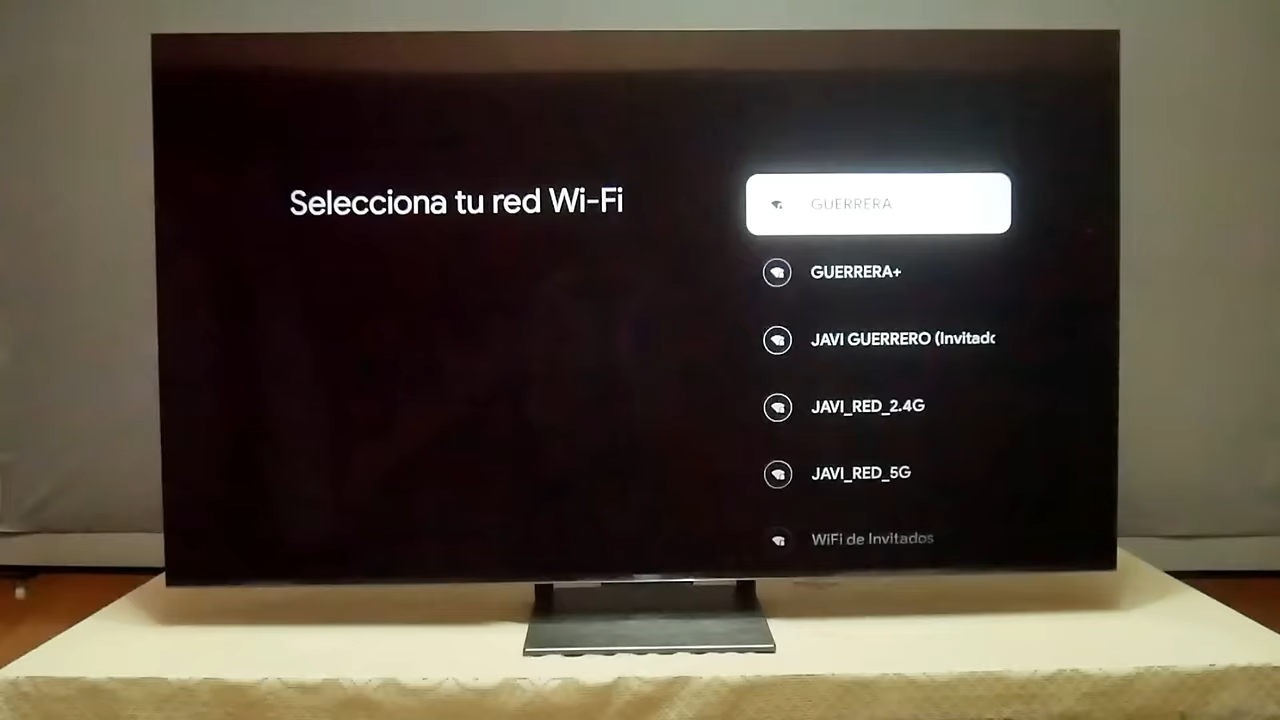 Selecciona tu red Wi-Fi
GUERRERA
GUERRERA+
JAVI GUERRERO (Invitado
JAVI_RED_2.4G
JAVI_RED_5G
WiFi de Invitados